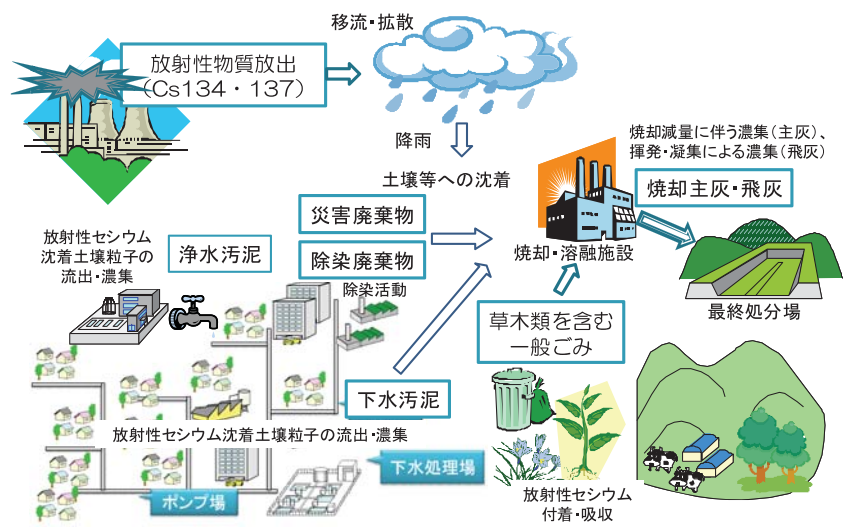 移流・拡散
放射性物質放出
(Cs134・137)
降雨
土壌等への沈着
焼却減量に伴う濃集(主灰)、
揮発・凝集による濃集(飛灰)
焼却主灰・飛灰
災害廃棄物
除染廃棄物
除染活動
焼却・溶融施設
最終処分場
放射性セシウム
沈着土壌粒子の
流出・濃集
浄水汚泥
草木類を含む
一般ごみ
下水汚泥
放射性セシウム沈着土壌粒子の流出・濃集
下水処理場
ポンプ場
放射性セシウム
付着・吸収